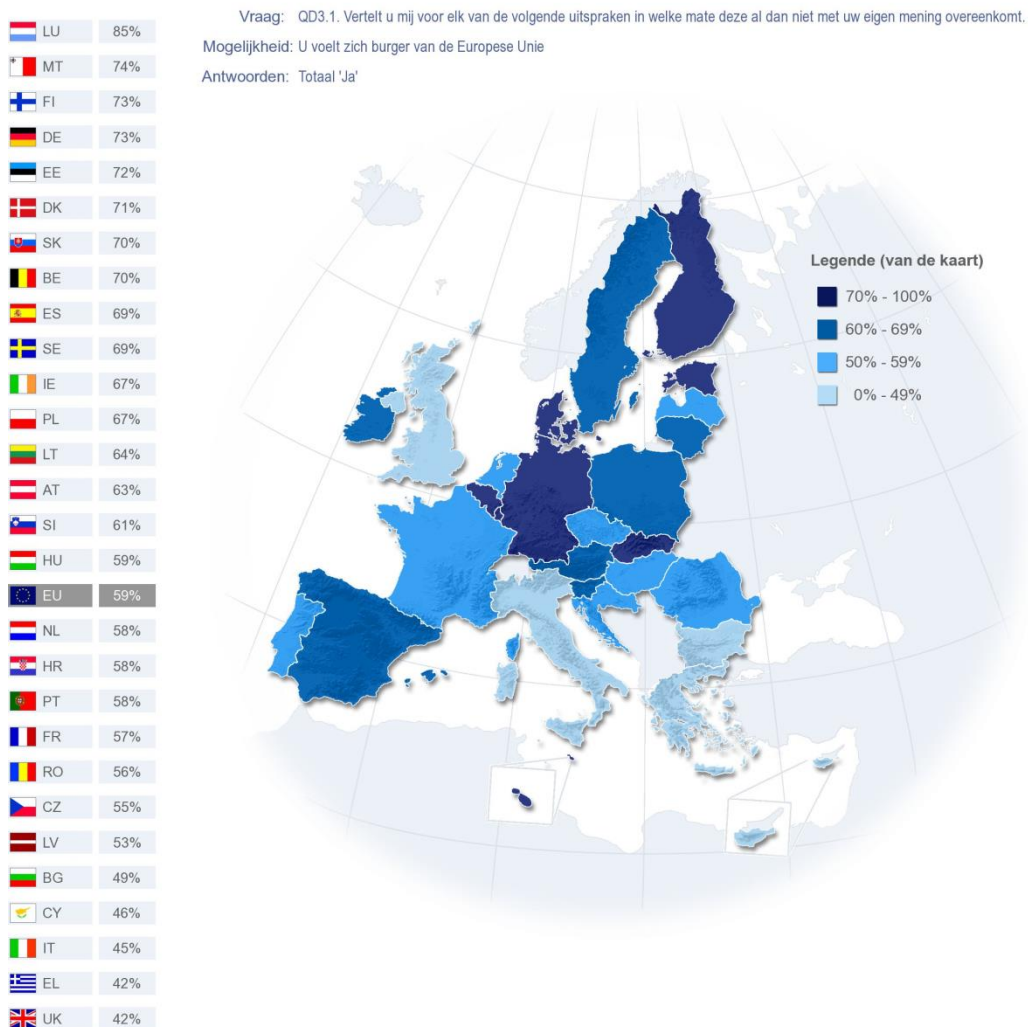 Vraag: QD3.1. Vertelt u mij voor elk van de volgende uitspraken in welke mate deze al dan niet met uw eigen mening overeenkomt.
Mogelijkheid: U voelt zich burger van de Europese Unie
Antwoorden: Totaal 'Ja'
LU 85%
MT 74%
FI 73%
DE 73%
EE 72%
DK 71%
SK 70%
BE 70%
ES 69%
SE 69%
IE 67%
PL 67%
LT 64%
AT 63%
SI 61%
HU 59%
EU 59%
NL 58%
HR 58%
PT 58%
FR 57%
RO 56%
CZ 55%
LV 53%
BG 49%
CY 46%
IT 45%
EL 42%
UK 42%
Legende (van de kaart)
70% - 100%
60% - 69%
50% - 59%
0% - 49%